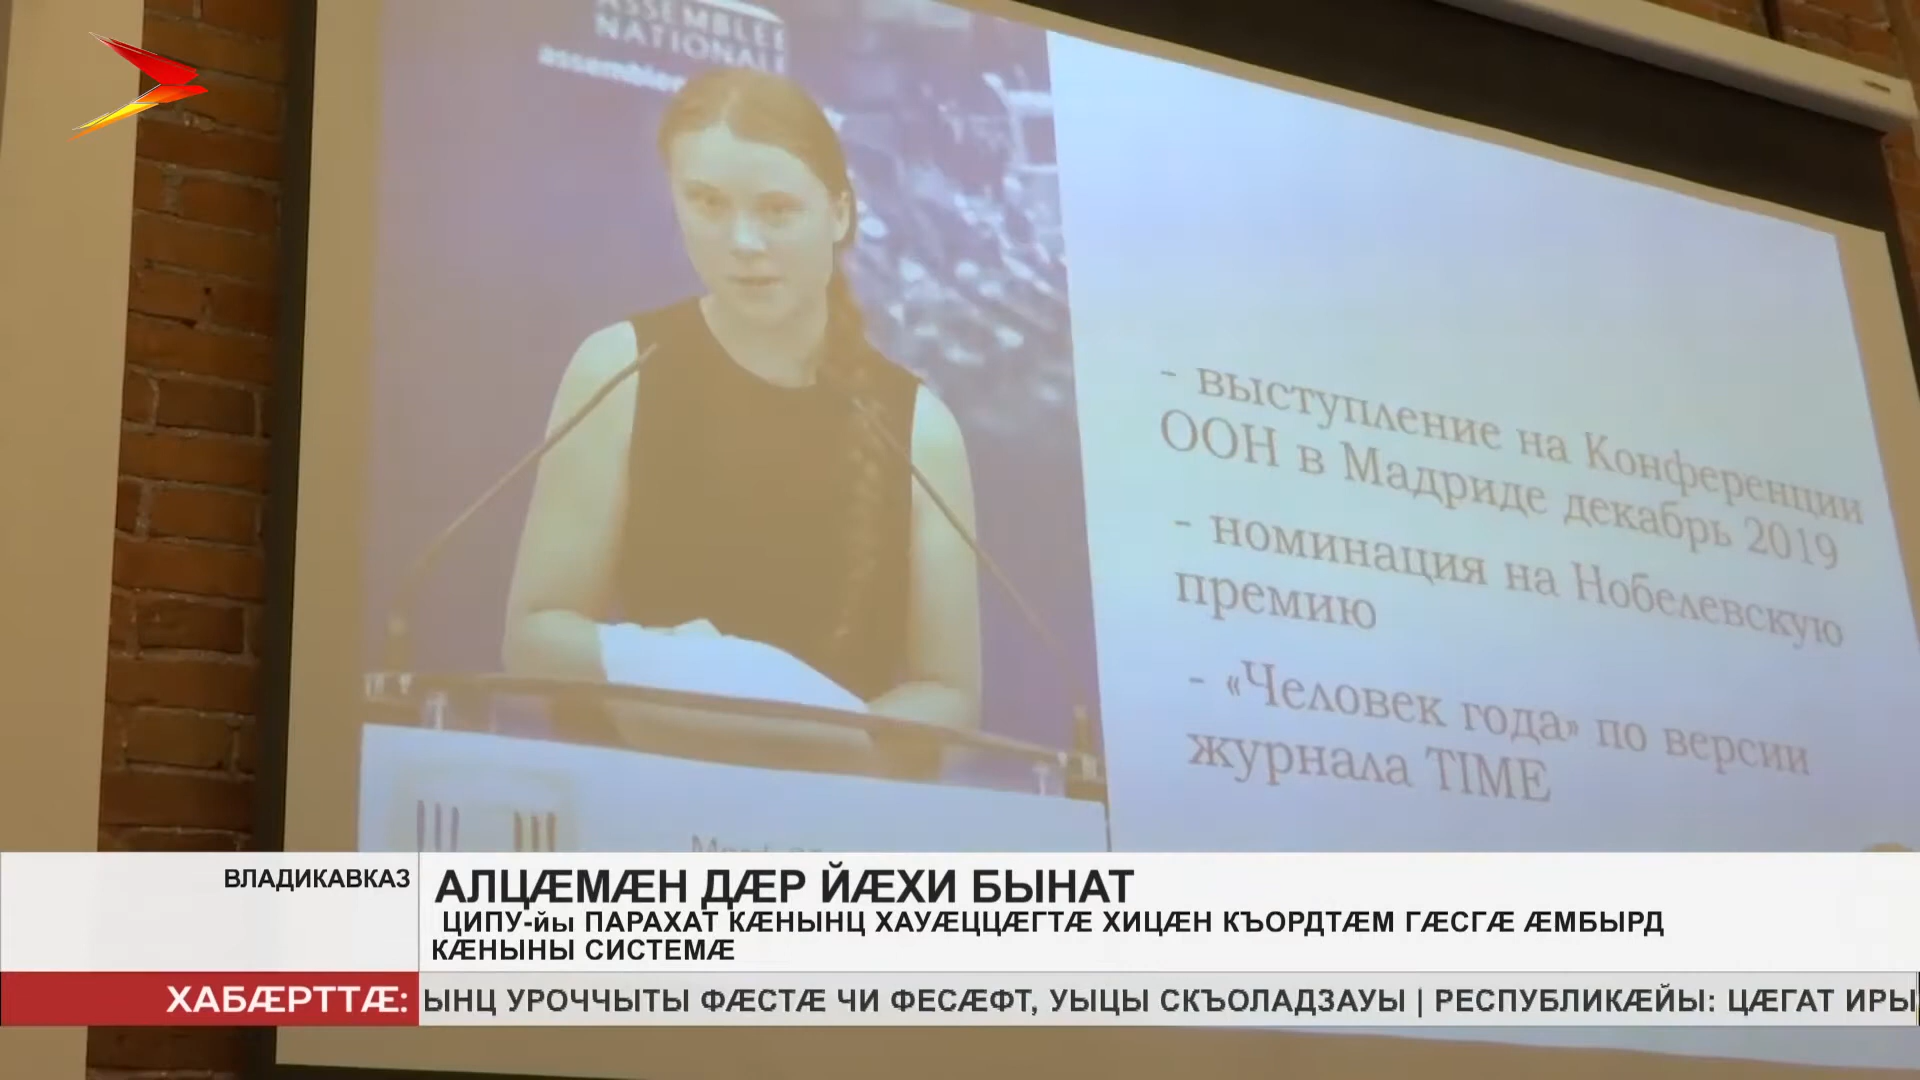 ASSEMBLÉE
NATIONALE
- выступление на Конференции
ООН в Мадриде декабрь 2019
- номинация на Нобелевскую
премию
- «Человек года» по версии
журнала TIME
ВЛАДИКАВКАЗ
АЛЦÆМÆН ДÆР ЙÆХИ БЫНАТ
ЦИПУ-йы ПАРАХАТ КÆНЫНЦ ХАУÆЦЦÆГТÆ ХИЦÆН КЪОРДТÆМ ГÆСГÆ ÆМБЫРД
КÆНЫНЫ СИСТЕМÆ
ХАБÆРТТÆ:
ЫНЦ УРОЧЧЫТЫ ФÆСТÆ ЧИ ФЕСÆФТ, УЫЦЫ СКЪОЛАДЗАУЫ | РЕСПУБЛИКÆЙЫ: ЦÆГАТ ИРЫ